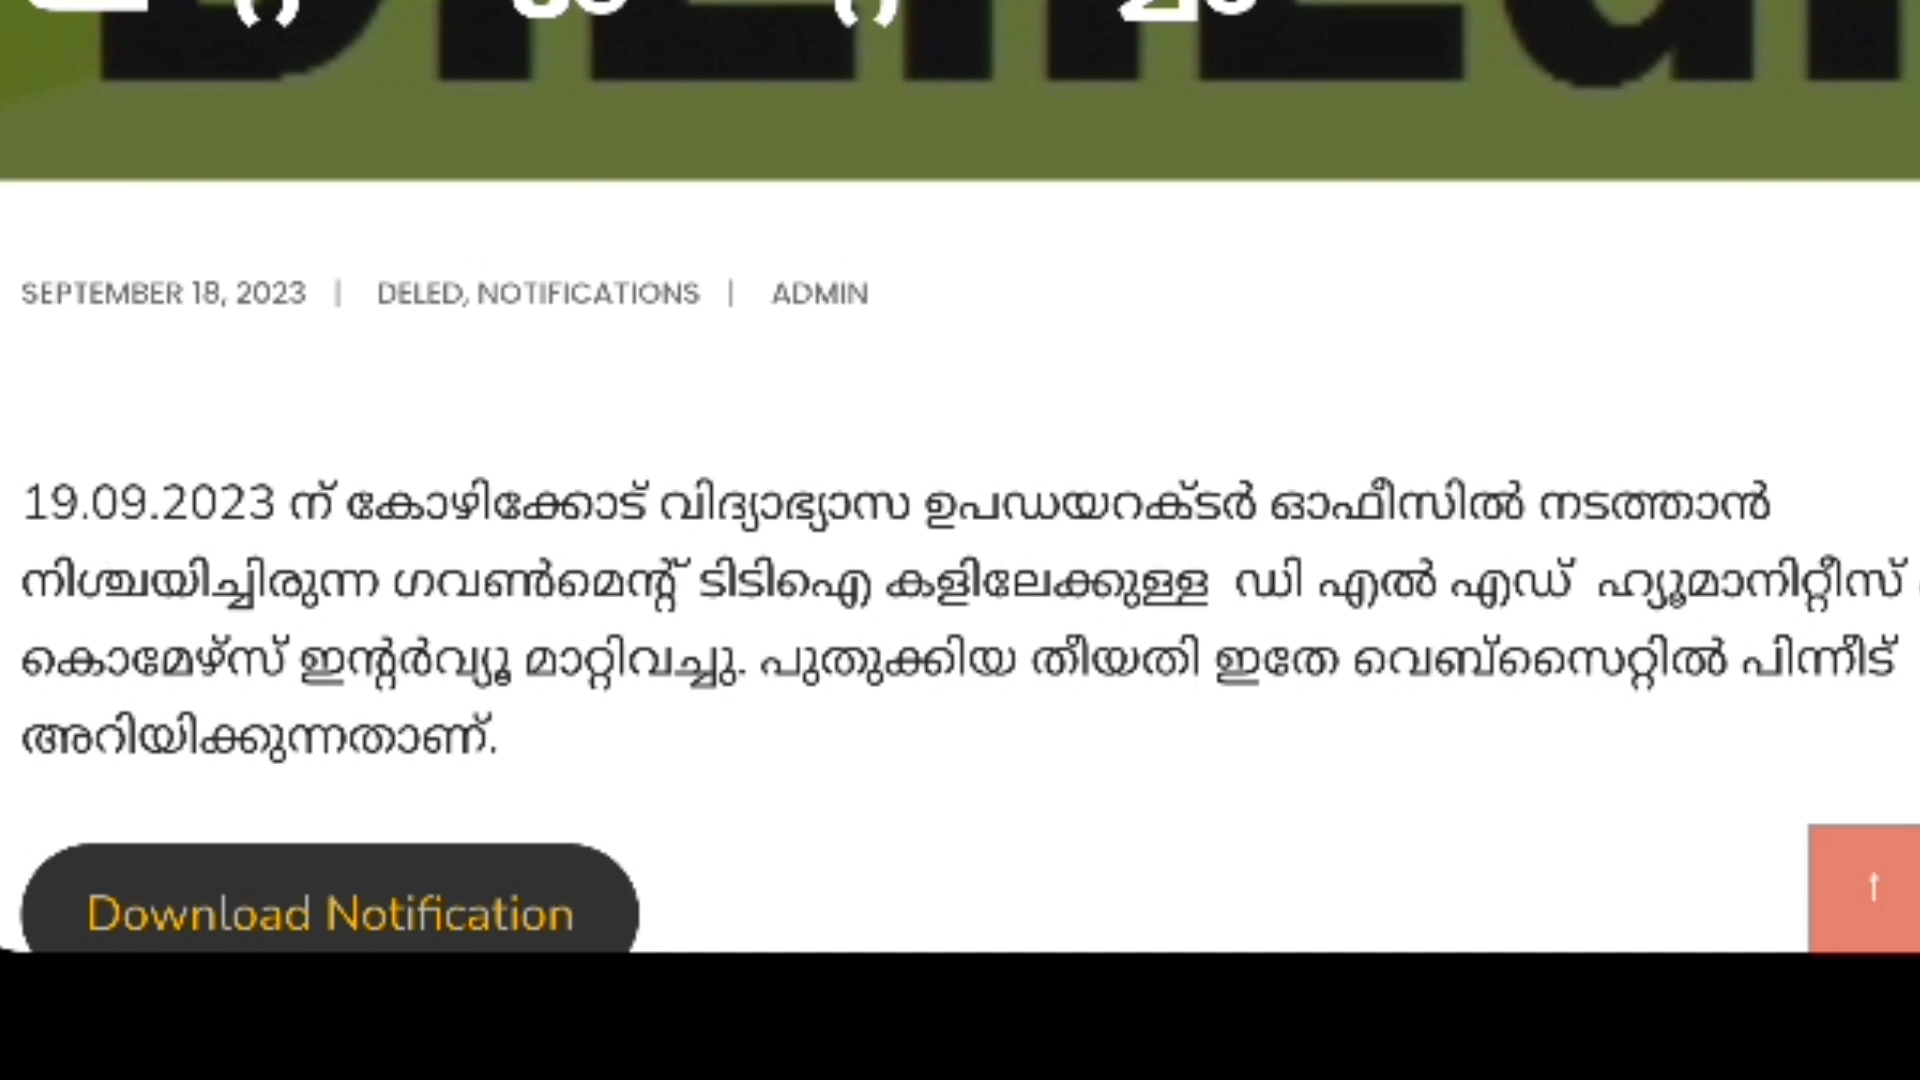 SEPTEMBER 18, 2023 | DELED, NOTIFICATIONS | ADMIN
19.09.2023 ന് കോഴിക്കോട് വിദ്യാഭ്യാസ ഉപഡയറക്ടർ ഓഫീസിൽ നടത്താൻ
നിശ്ചയിച്ചിരുന്ന ഗവൺമെന്റ് ടിടിഐ കളിലേക്കുള്ള ഡി എൽ എഡ് ഹ്യൂമാനിറ്റീസ്
കൊമേഴ്സ് ഇന്റർവ്യൂ മാറ്റിവച്ചു. പുതുക്കിയ തീയതി ഇതേ വെബ്സൈറ്റിൽ പിന്നീട്
അറിയിക്കുന്നതാണ്.
Download Notification
↑